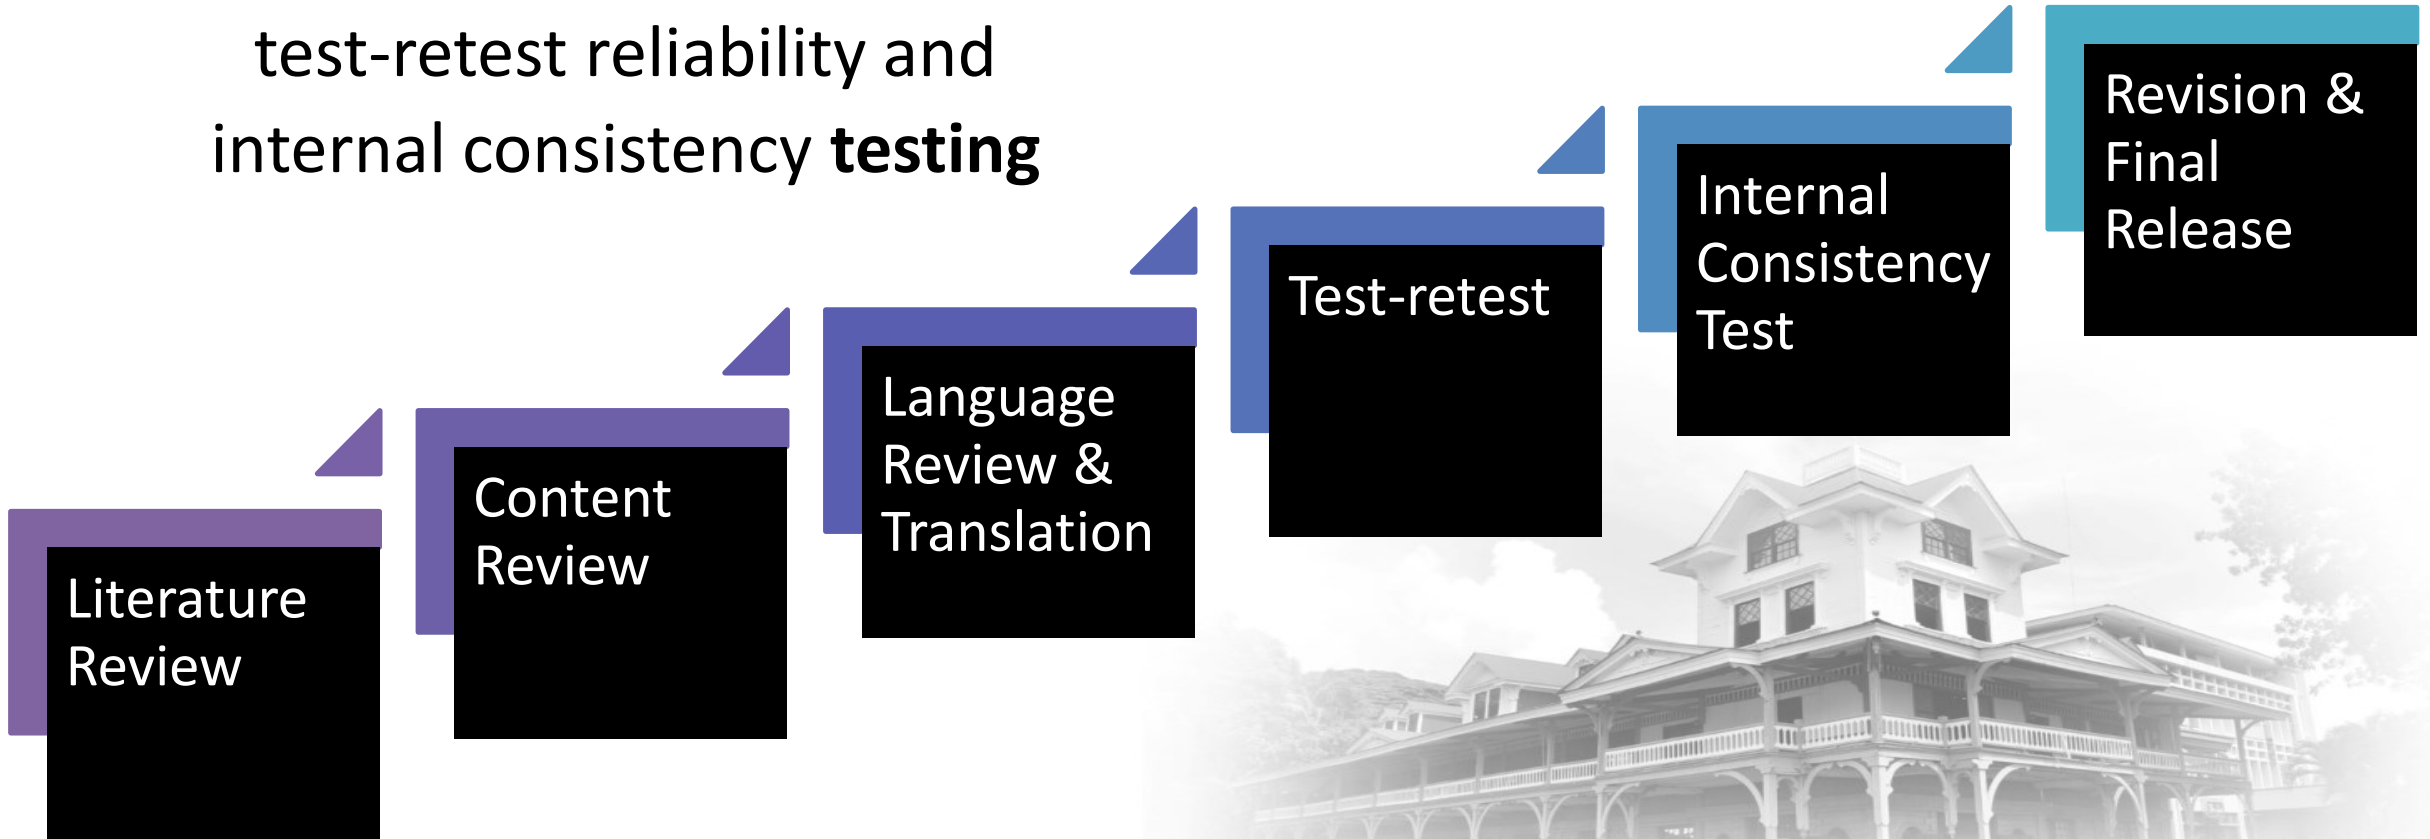 test-retest reliability and
internal consistency testing
Literature
Review
Content
Review
Language
Review &
Translation
Test-retest
Internal
Consistency
Test
Revision &
Final
Release